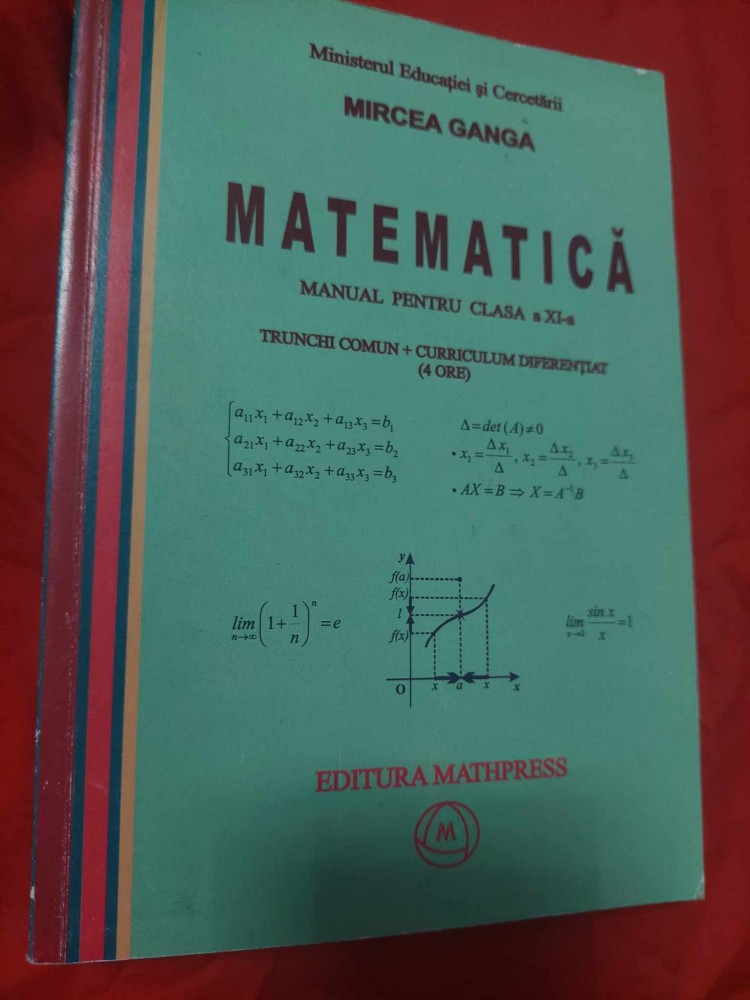 Ministerul Educației și Cercetării
MIRCEA GANGA
MATEMATICĂ
MANUAL PENTRU CLASA a XI-a
TRUNCHI COMUN + CURRICULUM DIFERENȚIAT
(4 ORE)
a₁₁x₁ + a₁₂x₂ + a₁₃x₃ = b₁
a₂₁x₁ + a₂₂x₂ + a₂₃x₃ = b₂
a₃₁x₁ + a₃₂x₂ + a₃₃x₃ = b₃
Δ = det (A) ≠ 0
• x₁ = Δx₁/Δ, x₂ = Δx₂/Δ, x₃ = Δx₃/Δ
• AX = B ⇒ X = A⁻¹B
y
f(a)
f(x)
l
f(x)
O x a x x
lim n→∞ (1 + 1/n)ⁿ = e
lim x→0 sin x/x = 1
EDITURA MATHPRESS
M